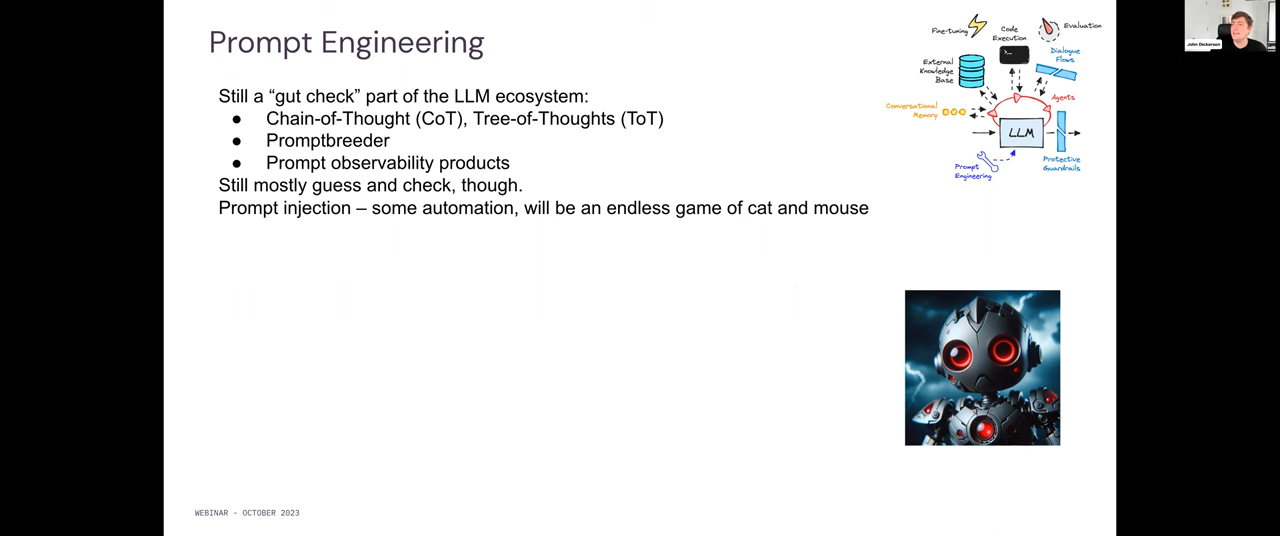 Prompt Engineering
Still a “gut check” part of the LLM ecosystem:
● Chain-of-Thought (CoT), Tree-of-Thoughts (ToT)
● Promptbreeder
● Prompt observability products
Still mostly guess and check, though.
Prompt injection – some automation, will be an endless game of cat and mouse
Fine-tuning
Code
Execution
>_
Evaluation
Dialogue
Flows
External
Knowledge
Base
Conversational
Memory
Agents
LLM
Prompt
Engineering
Protective
Guardrails
John Dickerson
WEBINAR - OCTOBER 2023